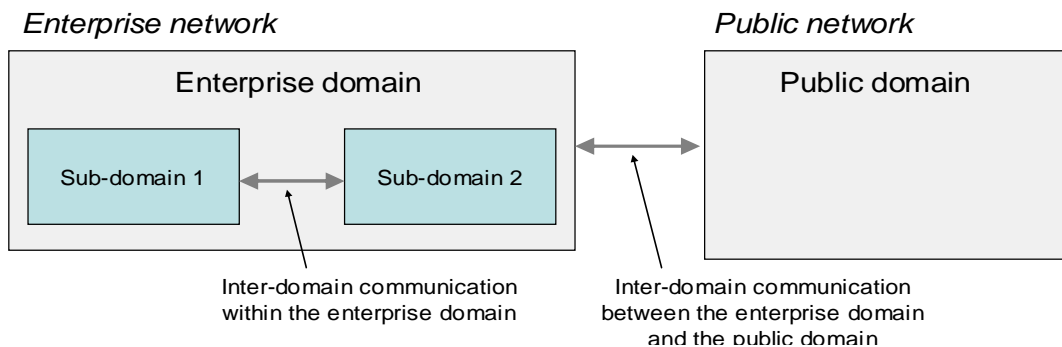 Enterprise network
Public network
Enterprise domain
Public domain
Sub-domain 1
Sub-domain 2
Inter-domain communication
within the enterprise domain
Inter-domain communication
between the enterprise domain
and the public domain